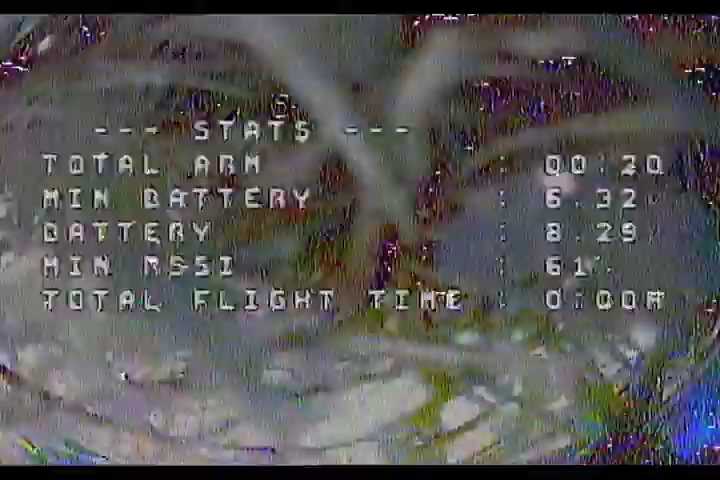 --- STATS ---
TOTAL ARM : 00:20
MIN BATTERY : 6.32
BATTERY : 8.29
MIN RSSI : 61%
TOTAL FLIGHT TIME : 0:00